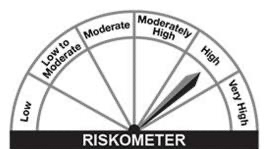 Low
Low to
Moderate
Moderate
Moderately
High
High
Very High
RISKOMETER